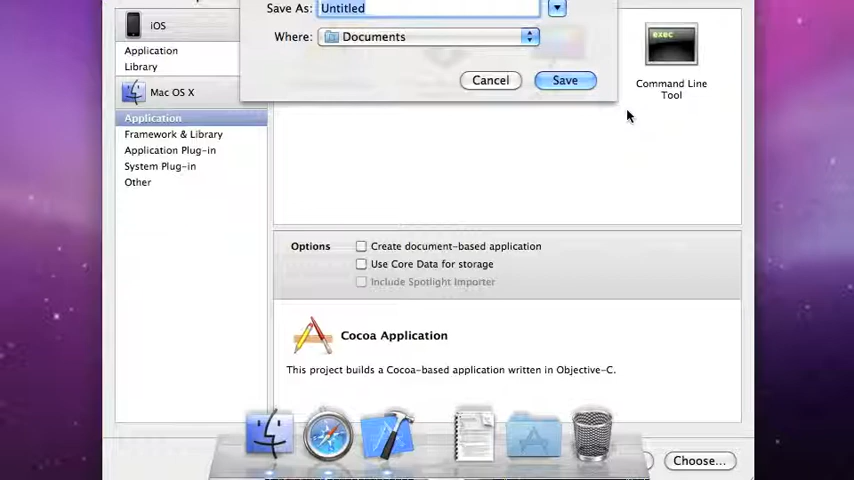 Save As: Untitled
Where: Documents
Cancel Save
iOS
Application
Library
Mac OS X
Application
Framework & Library
Application Plug-in
System Plug-in
Other
exec
Command Line
Tool
Options Create document-based application
Use Core Data for storage
Include Spotlight Importer
Cocoa Application
This project builds a Cocoa-based application written in Objective-C.
Choose...